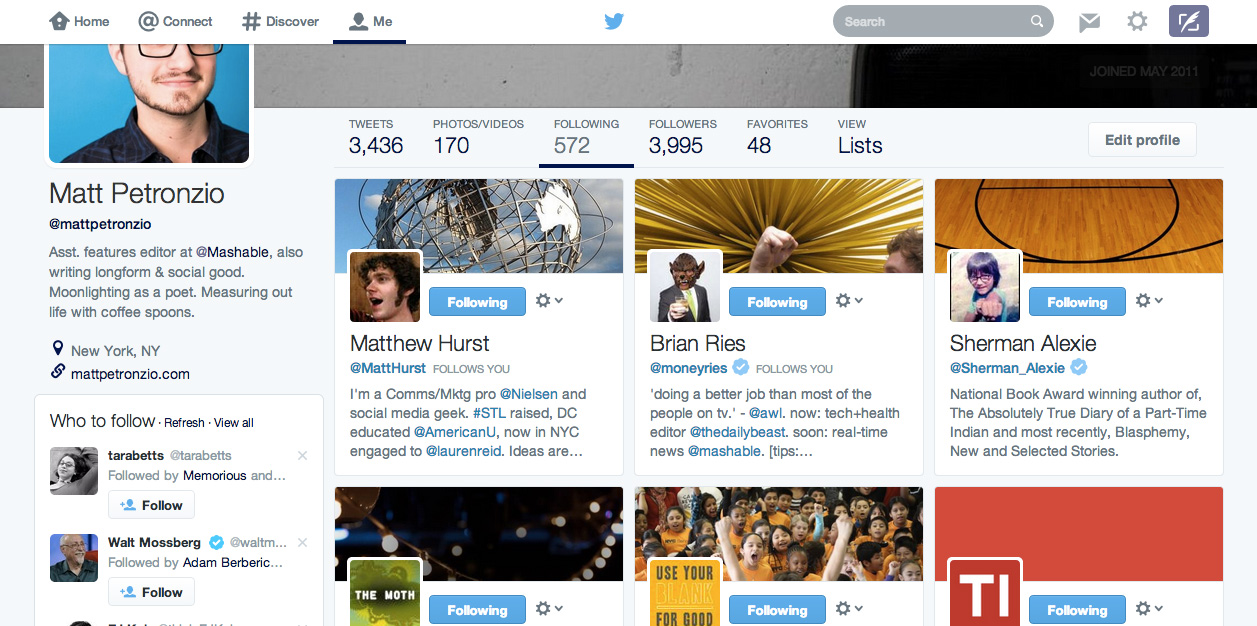 Home Connect Discover Me Search
JOINED MAY 2011
TWEETS PHOTOS/VIDEOS FOLLOWING FOLLOWERS FAVORITES VIEW
3,436 170 572 3,995 48 Lists
Edit profile
Matt Petronzio
@mattpetronzio
Asst. features editor at @Mashable, also
writing longform & social good.
Moonlighting as a poet. Measuring out
life with coffee spoons.
New York, NY
mattpetronzio.com
Who to follow · Refresh · View all
tarabetts @tarabetts
Followed by Memorious and...
Follow
Walt Mossberg @waltm...
Followed by Adam Berberic...
Follow
Following
Matthew Hurst
@MattHurst FOLLOWS YOU
I'm a Comms/Mktg pro @Nielsen and
social media geek. #STL raised, DC
educated @AmericanU, now in NYC
engaged to @laurenreid. Ideas are...
Following
Brian Ries
@moneyries FOLLOWS YOU
'doing a better job than most of the
people on tv.' - @awl. now: tech+health
editor @thedailybeast. soon: real-time
news @mashable. [tips:...
Following
Sherman Alexie
@Sherman_Alexie
National Book Award winning author of,
The Absolutely True Diary of a Part-Time
Indian and most recently, Blasphemy,
New and Selected Stories.
THE MOTH
Following
USE YOUR
BLANK
FOR GOOD
Following
TI
Following